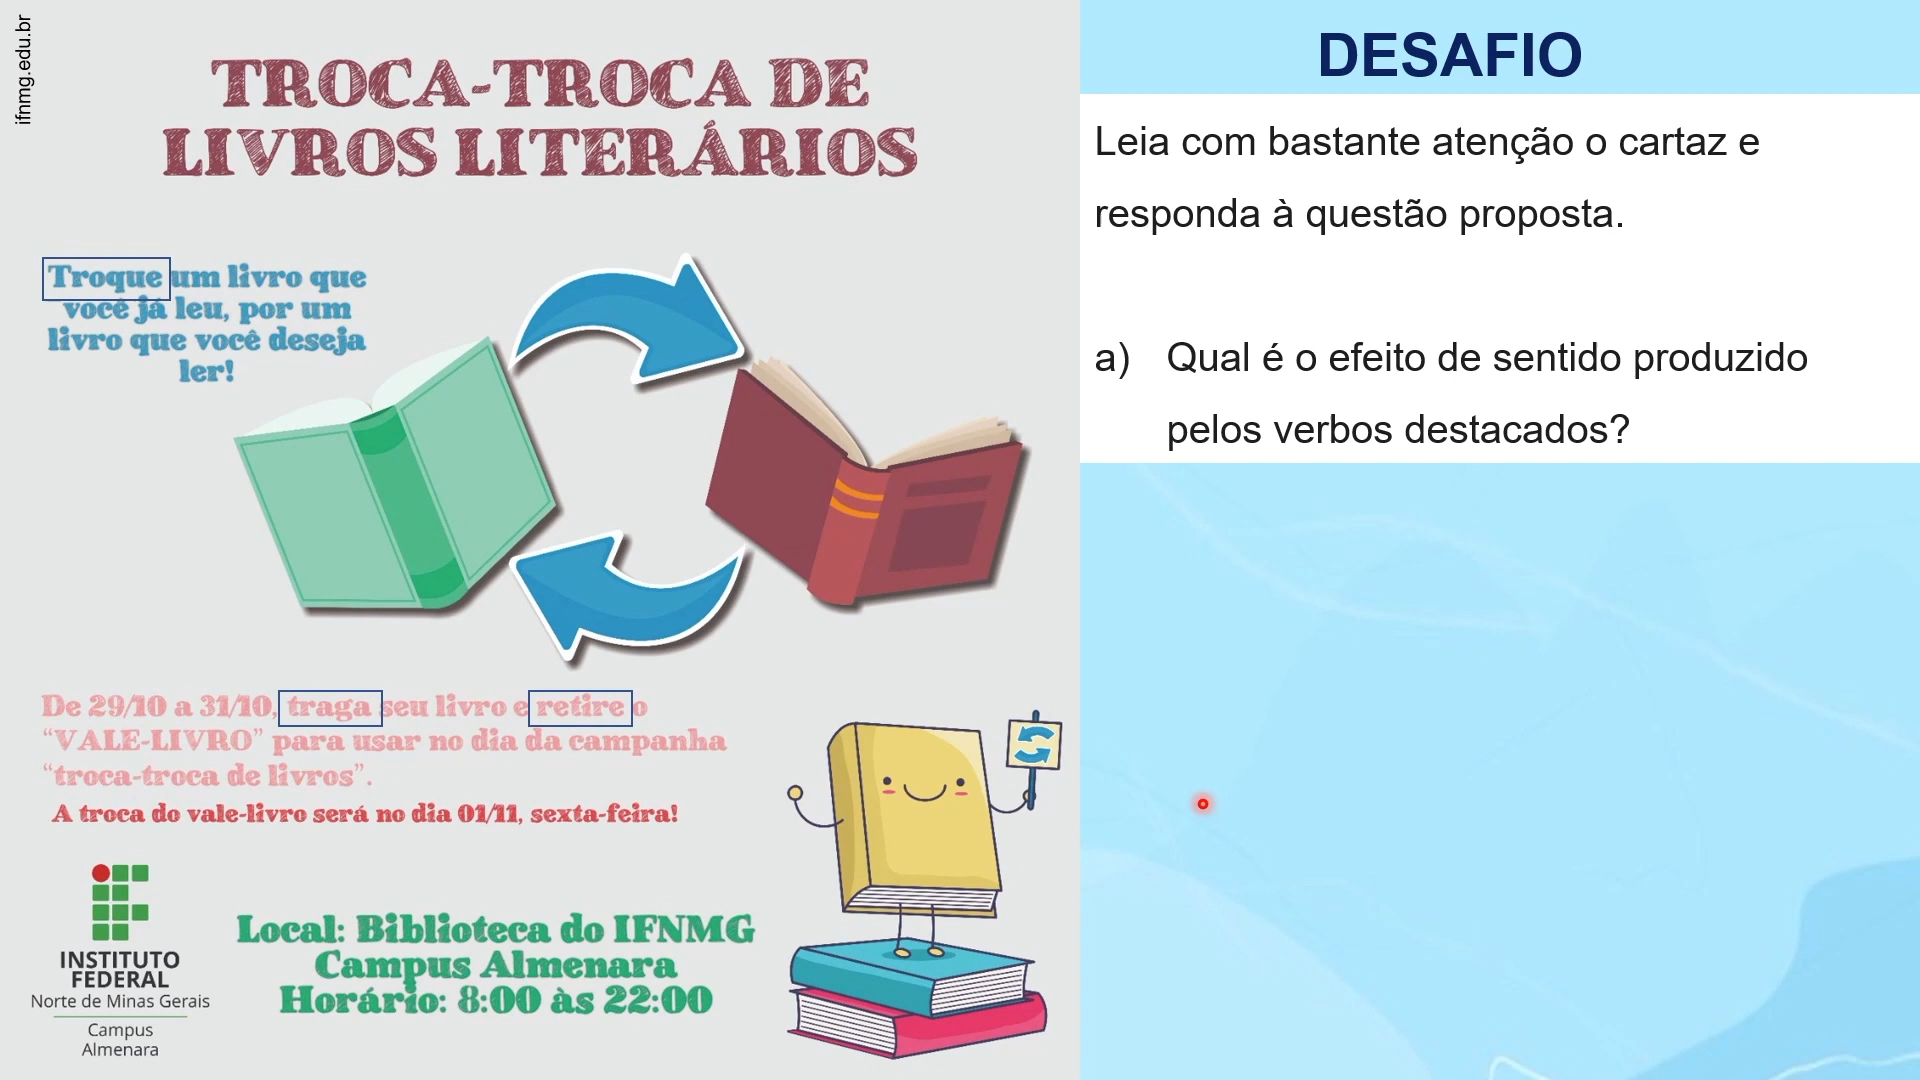 ifnmg.edu.br
TROCA-TROCA DE
LIVROS LITERÁRIOS
Troque um livro que
você já leu, por um
livro que você deseja
ler!
De 29/10 a 31/10, traga seu livro e retire o
“VALE-LIVRO” para usar no dia da campanha
“troca-troca de livros”.
A troca do vale-livro será no dia 01/11, sexta-feira!
INSTITUTO
FEDERAL
Norte de Minas Gerais
Campus
Almenara
Local: Biblioteca do IFNMG
Campus Almenara
Horário: 8:00 às 22:00
DESAFIO
Leia com bastante atenção o cartaz e
responda à questão proposta.
a) Qual é o efeito de sentido produzido
pelos verbos destacados?